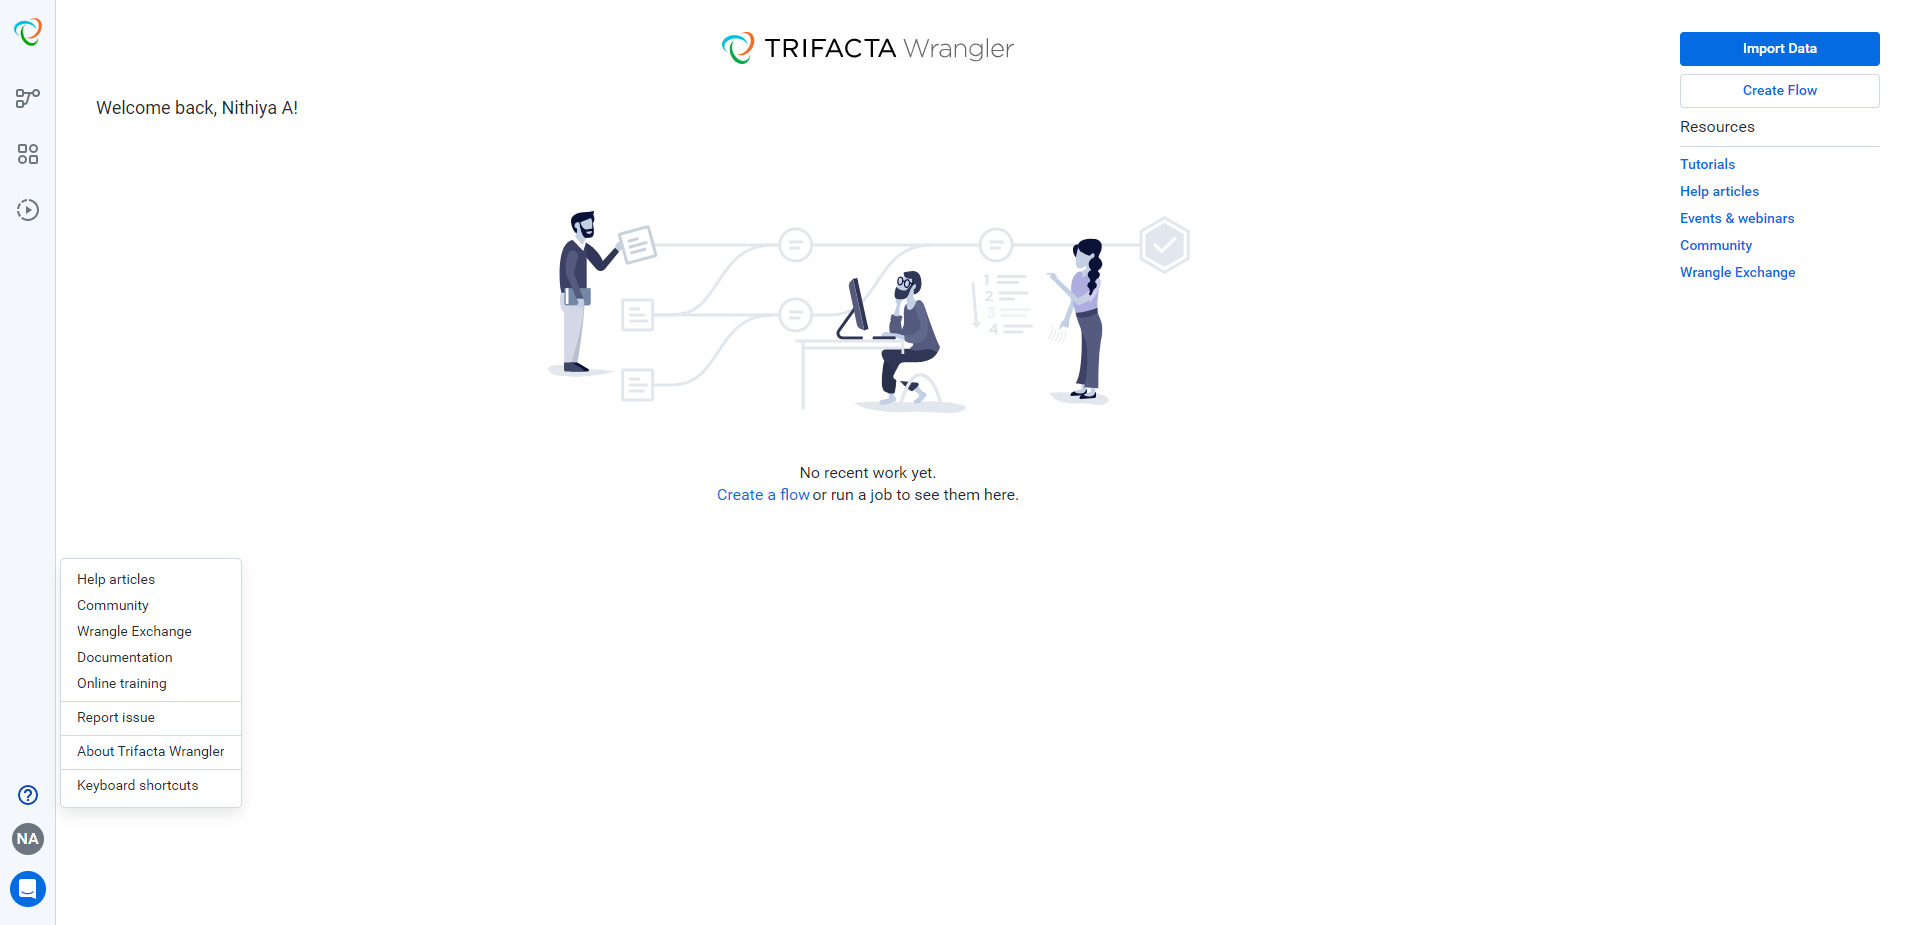 TRIFACTA Wrangler
Import Data
Create Flow
Welcome back, Nithiya A!
Resources
Tutorials
Help articles
Events & webinars
Community
Wrangle Exchange
1
2
3
4
No recent work yet.
Create a flow or run a job to see them here.
Help articles
Community
Wrangle Exchange
Documentation
Online training
Report issue
About Trifacta Wrangler
Keyboard shortcuts
?
NA